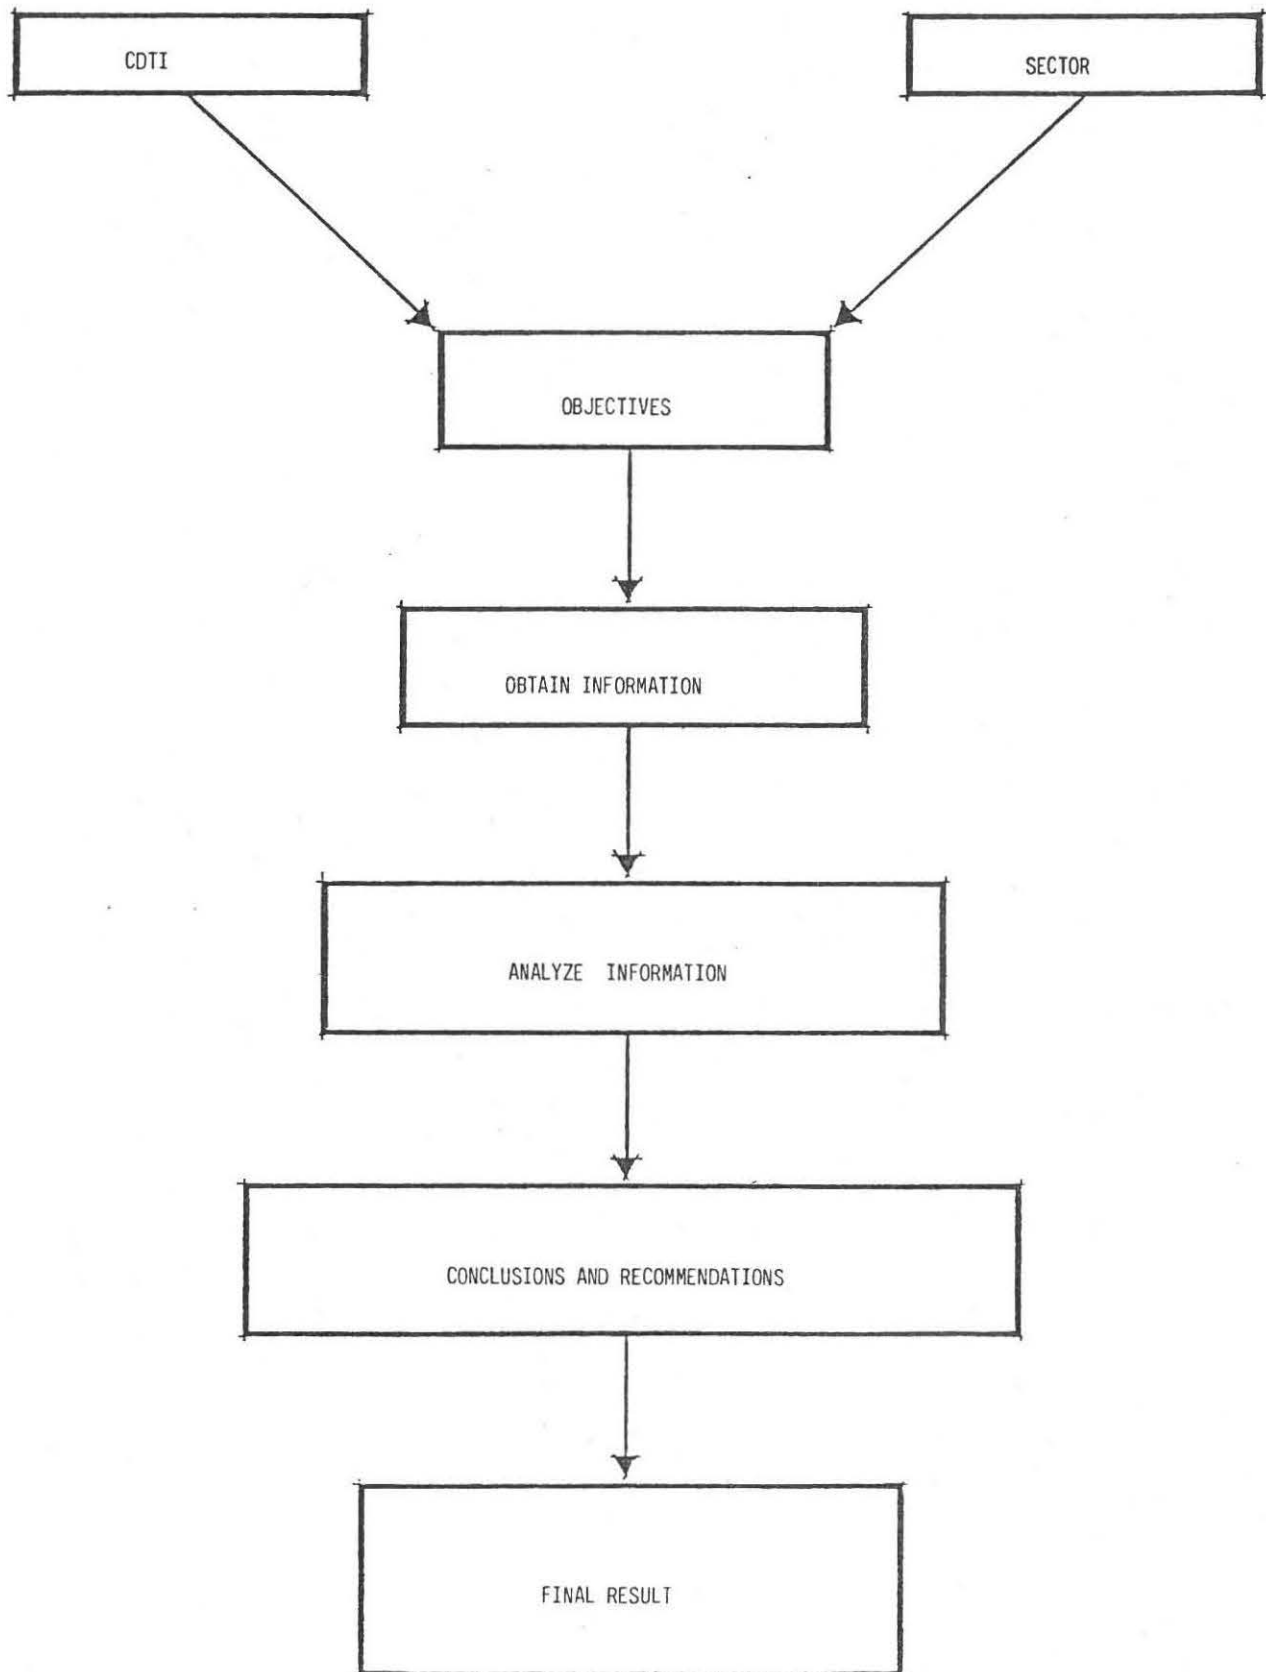 CDTI
SECTOR
OBJECTIVES
OBTAIN INFORMATION
ANALYZE INFORMATION
CONCLUSIONS AND RECOMMENDATIONS
FINAL RESULT